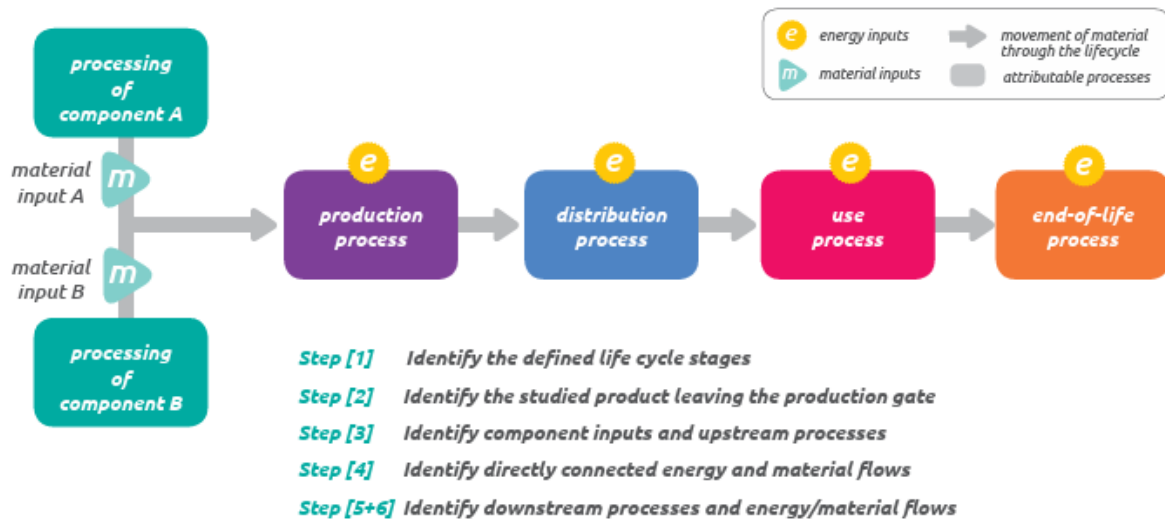 e energy inputs
movement of material
through the lifecycle
m material inputs
attributable processes
processing
of
component A
material
input A
m
material
input B
m
processing
of
component B
e
production
process
e
distribution
process
e
use
process
e
end-of-life
process
Step [1] Identify the defined life cycle stages
Step [2] Identify the studied product leaving the production gate
Step [3] Identify component inputs and upstream processes
Step [4] Identify directly connected energy and material flows
Step [5+6] Identify downstream processes and energy/material flows